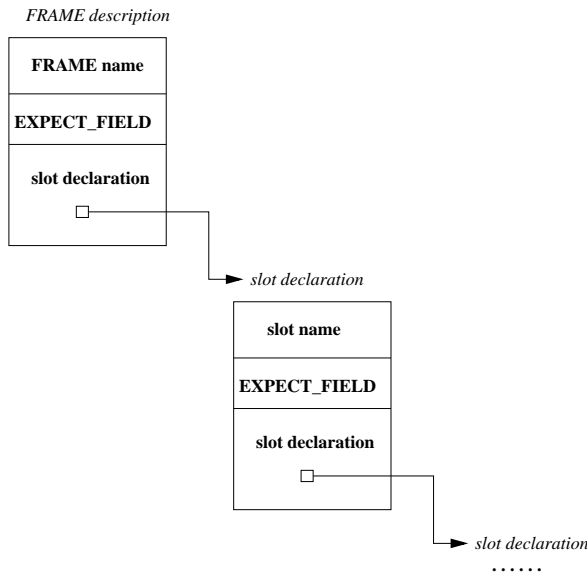 FRAME description
FRAME name
EXPECT_FIELD
slot declaration
slot declaration
slot name
EXPECT_FIELD
slot declaration
slot declaration
......